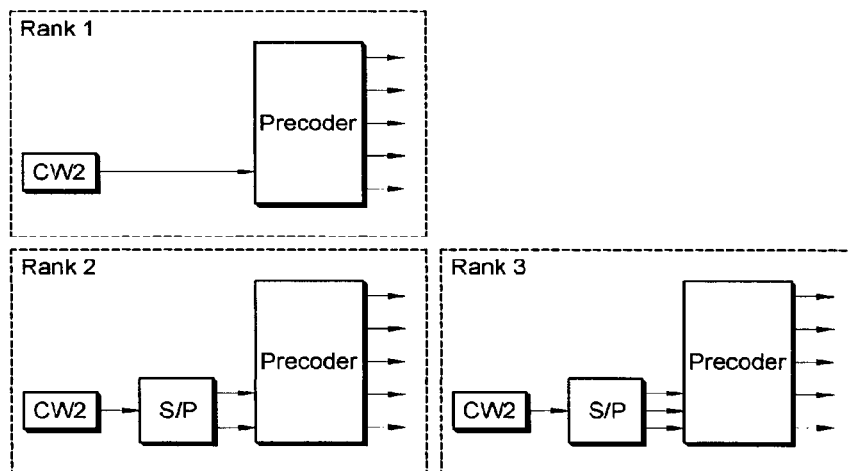 Rank 1
Precoder
CW2
Rank 2
Precoder
CW2
S/P
Rank 3
Precoder
CW2
S/P